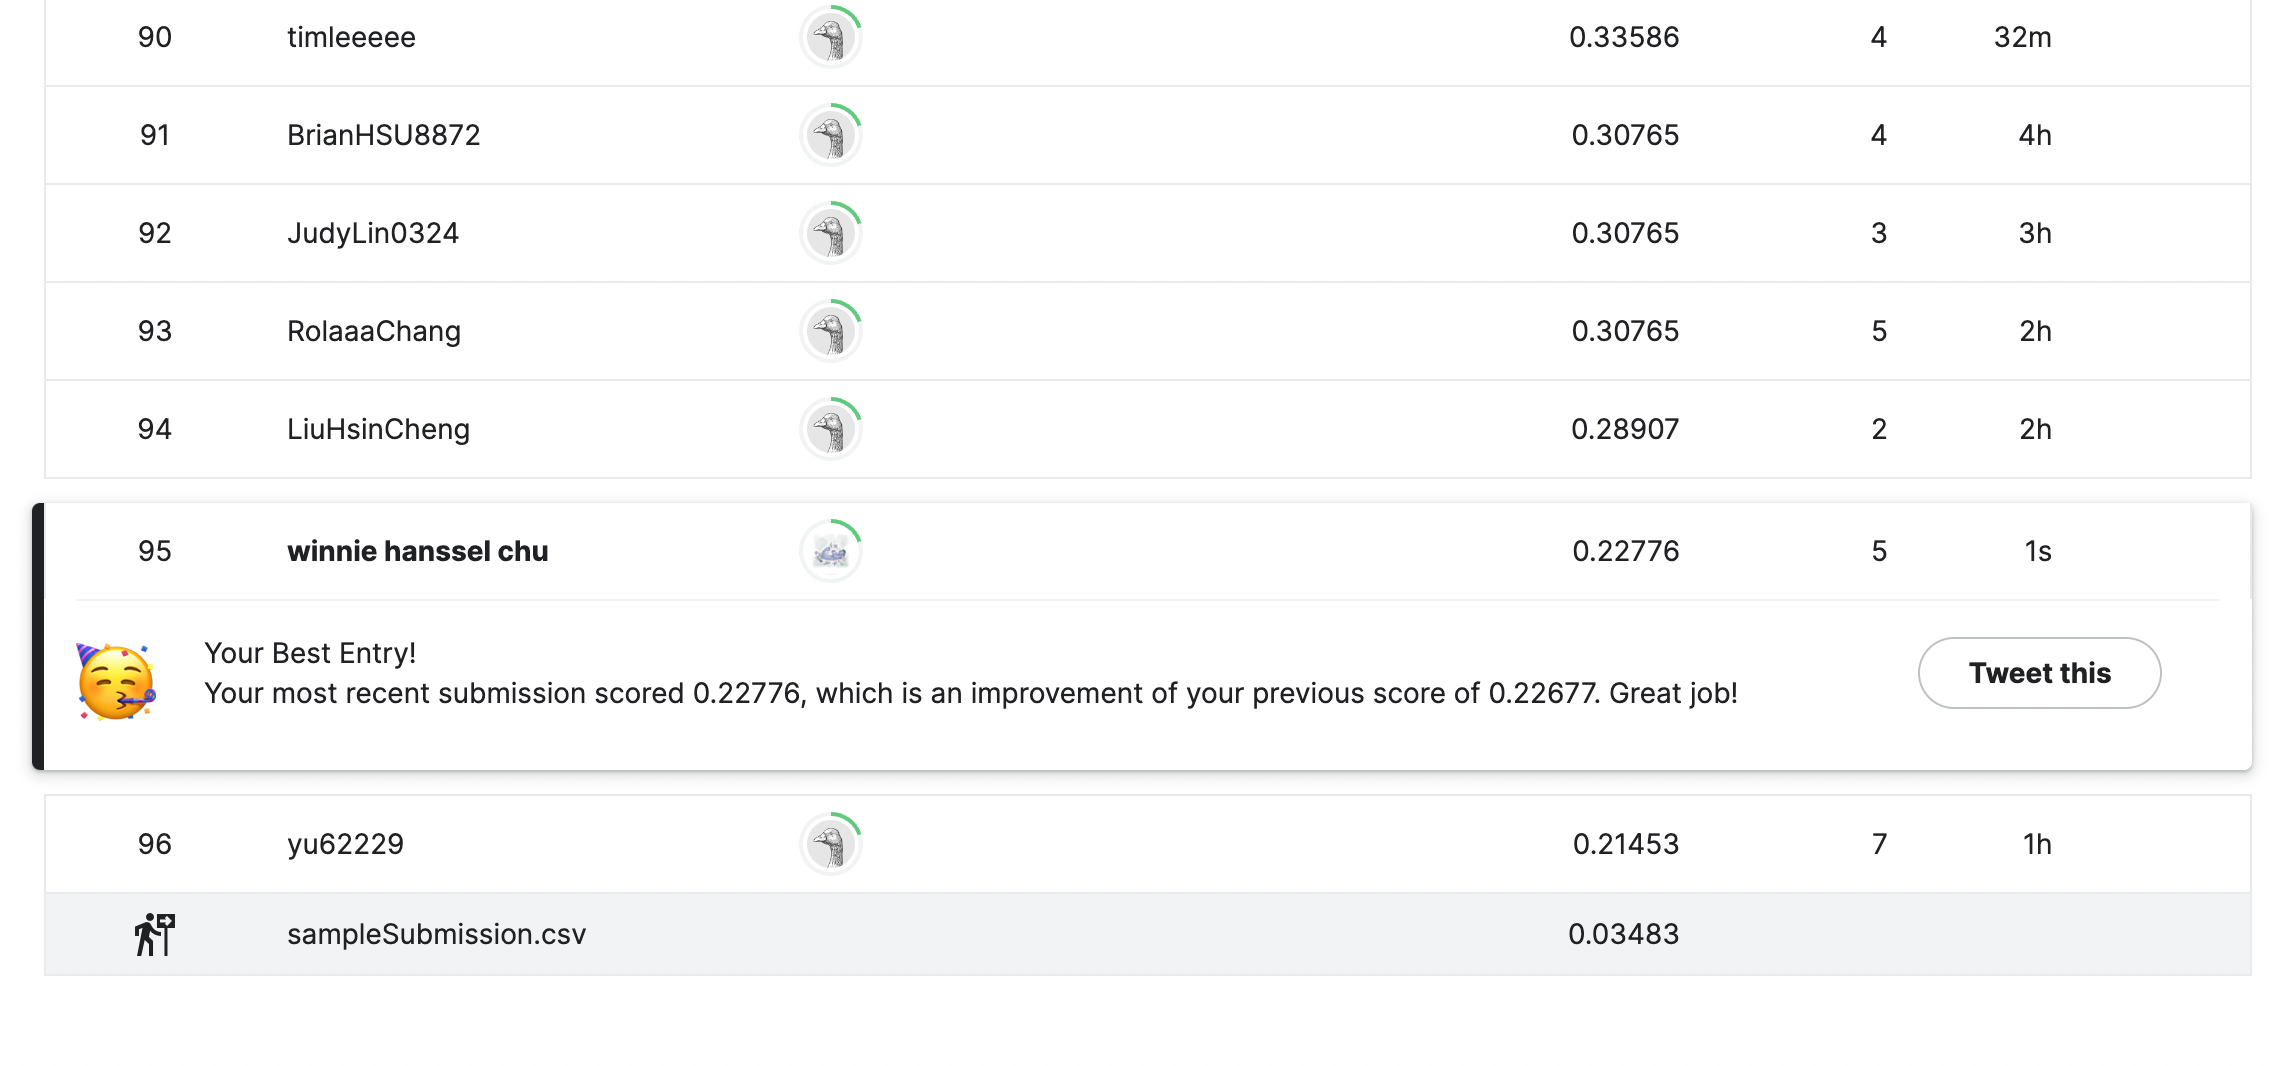 90 timleeeee 0.33586 4 32m
91 BrianHSU8872 0.30765 4 4h
92 JudyLin0324 0.30765 3 3h
93 RolaaaChang 0.30765 5 2h
94 LiuHsinCheng 0.28907 2 2h
95 winnie hanssel chu 0.22776 5 1s
Your Best Entry!
Your most recent submission scored 0.22776, which is an improvement of your previous score of 0.22677. Great job!
Tweet this
96 yu62229 0.21453 7 1h
sampleSubmission.csv 0.03483